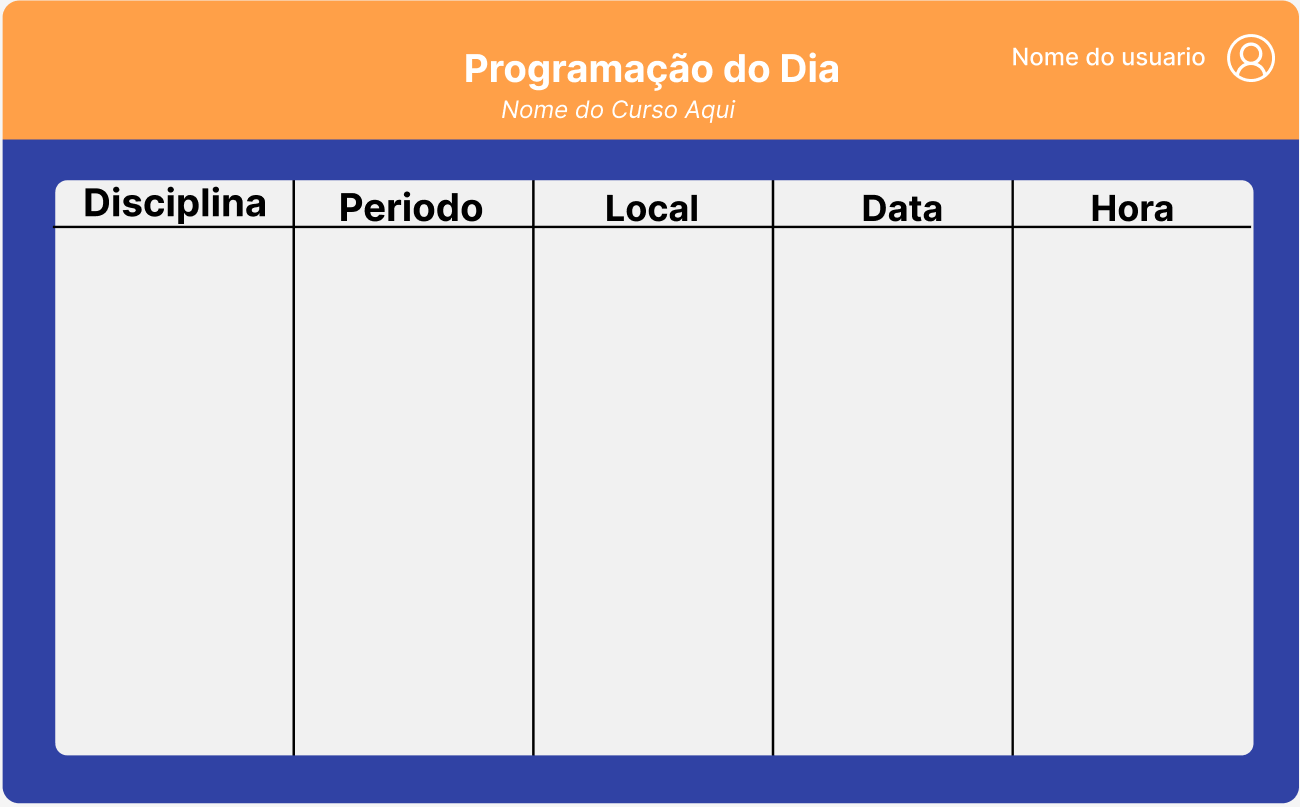 Programação do Dia
Nome do usuario
Nome do Curso Aqui
Disciplina Periodo Local Data Hora